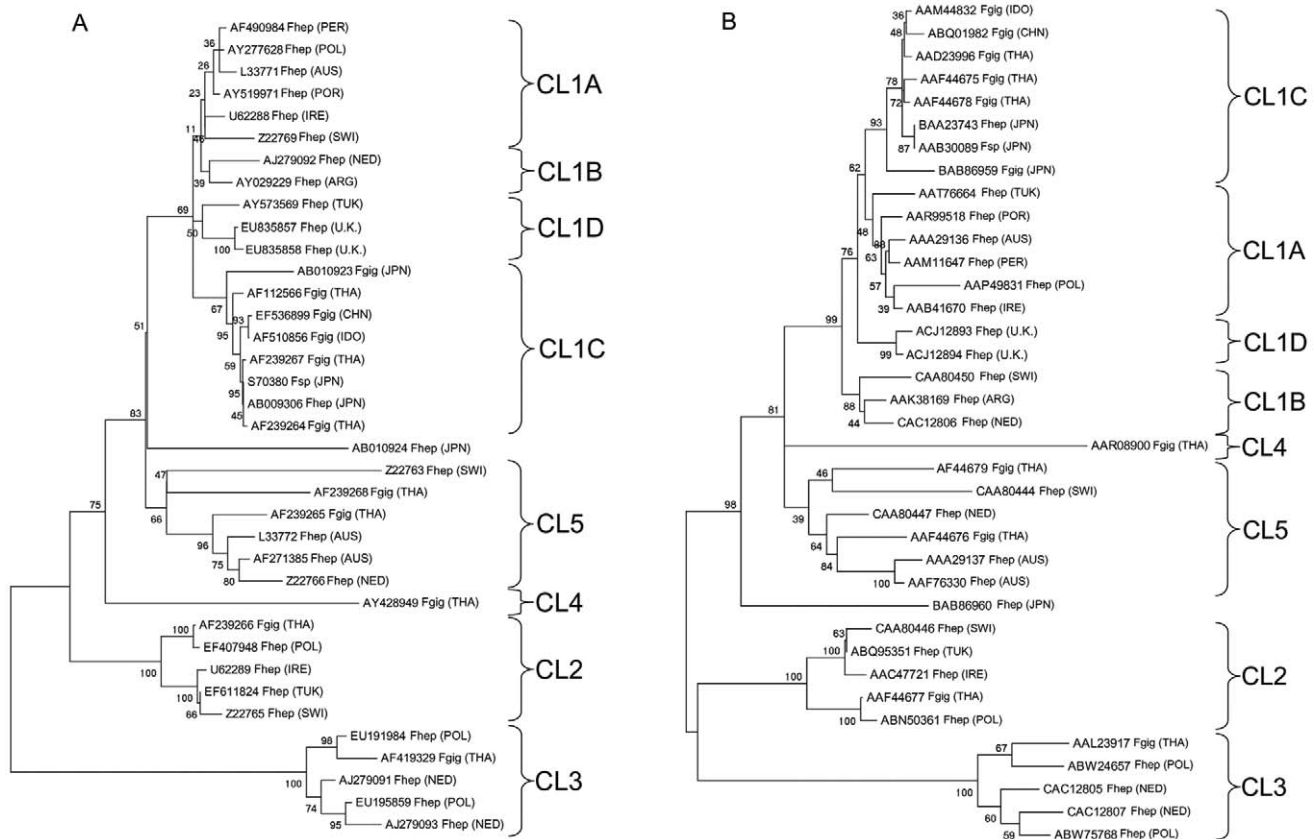 A
AF490984 Fhep (PER)
AY277628 Fhep (POL)
L33771 Fhep (AUS)
AY519971 Fhep (POR)
U62288 Fhep (IRE)
Z22769 Fhep (SWI)
AJ279092 Fhep (NED)
AY029229 Fhep (ARG)
AY573569 Fhep (TUK)
EU835857 Fhep (U.K.)
EU835858 Fhep (U.K.)
AB010923 Fgig (JPN)
AF112566 Fgig (THA)
EF536899 Fgig (CHN)
AF510856 Fgig (IDO)
AF239267 Fgig (THA)
S70380 Fsp (JPN)
AB009306 Fhep (JPN)
AF239264 Fgig (THA)
AB010924 Fhep (JPN)
Z22763 Fhep (SWI)
AF239268 Fgig (THA)
AF239265 Fgig (THA)
L33772 Fhep (AUS)
AF271385 Fhep (AUS)
Z22766 Fhep (NED)
AY428949 Fgig (THA)
AF239266 Fgig (THA)
EF407948 Fhep (POL)
U62289 Fhep (IRE)
EF611824 Fhep (TUK)
Z22765 Fhep (SWI)
EU191984 Fhep (POL)
AF419329 Fgig (THA)
AJ279091 Fhep (NED)
EU195859 Fhep (POL)
AJ279093 Fhep (NED)
36
26
23
11
39
69
50
100
67
93
95
59
95
45
51
83
47
66
96
75
80
75
100
100
100
66
98
100
74
95
CL1A
CL1B
CL1D
CL1C
CL5
CL4
CL2
CL3
B
AAM44832 Fgig (IDO)
ABQ01982 Fgig (CHN)
AAD23996 Fgig (THA)
AAF44675 Fgig (THA)
AAF44678 Fgig (THA)
BAA23743 Fhep (JPN)
AAB30089 Fsp (JPN)
BAB86959 Fgig (JPN)
AAT76664 Fhep (TUK)
AAR99518 Fhep (POR)
AAA29136 Fhep (AUS)
AAM11647 Fhep (PER)
AAP49831 Fhep (POL)
AAB41670 Fhep (IRE)
ACJ12893 Fhep (U.K.)
ACJ12894 Fhep (U.K.)
CAA80450 Fhep (SWI)
AAK38169 Fhep (ARG)
CAC12806 Fhep (NED)
AAR08900 Fgig (THA)
AF44679 Fgig (THA)
CAA80444 Fhep (SWI)
CAA80447 Fhep (NED)
AAF44676 Fgig (THA)
AAA29137 Fhep (AUS)
AAF76330 Fhep (AUS)
BAB86960 Fhep (JPN)
CAA80446 Fhep (SWI)
ABQ95351 Fhep (TUK)
AAC47721 Fhep (IRE)
AAF44677 Fgig (THA)
ABN50361 Fhep (POL)
AAL23917 Fgig (THA)
ABW24657 Fhep (POL)
CAC12805 Fhep (NED)
CAC12807 Fhep (NED)
ABW75768 Fhep (POL)
36
48
78
72
93
87
62
48
63
57
39
76
99
99
88
44
81
46
39
64
84
100
98
63
100
100
100
67
100
60
59
CL1C
CL1A
CL1D
CL1B
CL4
CL5
CL2
CL3